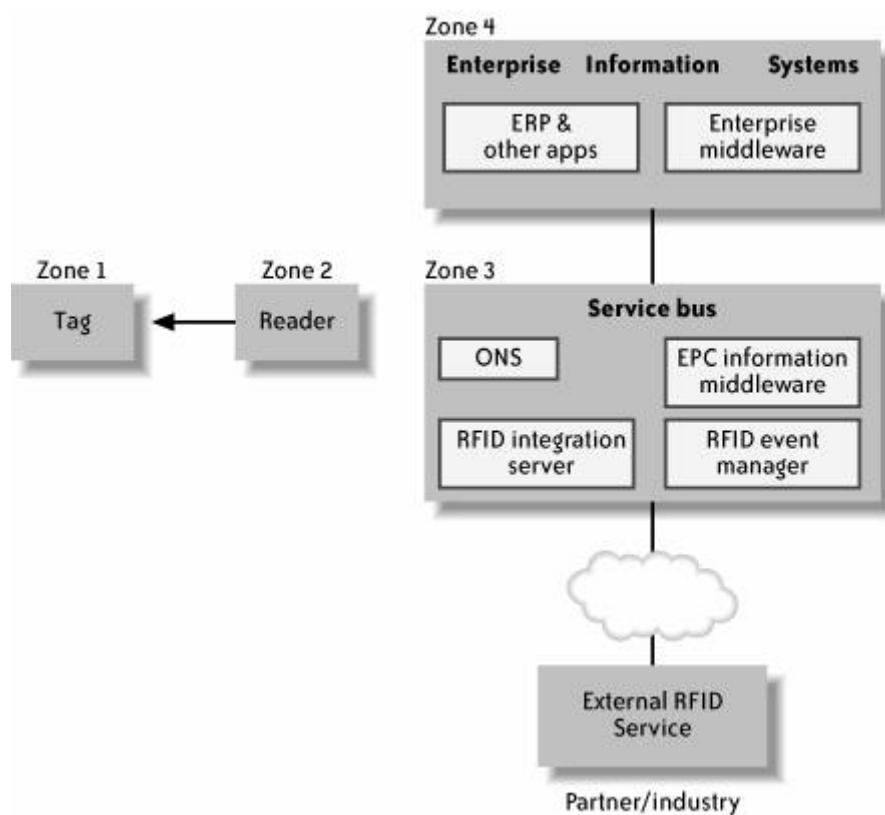 Zone 4
Enterprise Information Systems
ERP &
other apps
Enterprise
middleware
Zone 1
Tag
Zone 2
Reader
Zone 3
Service bus
ONS
EPC information
middleware
RFID integration
server
RFID event
manager
External RFID
Service
Partner/industry